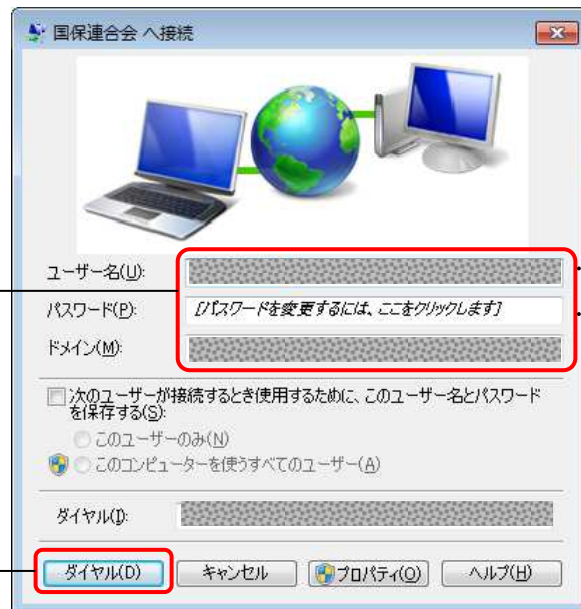 国保連合会 へ接続
ユーザー名(U):
パスワード(P): [パスワードを変更するには、ここをクリックします]
ドメイン(M):
次のユーザーが接続するとき使用するために、このユーザー名とパスワード
を保存する(S):
このユーザーのみ(N)
このコンピューターを使うすべてのユーザー(A)
ダイヤル(I):
ダイヤル(D) キャンセル プロパティ(O) ヘルプ(H)